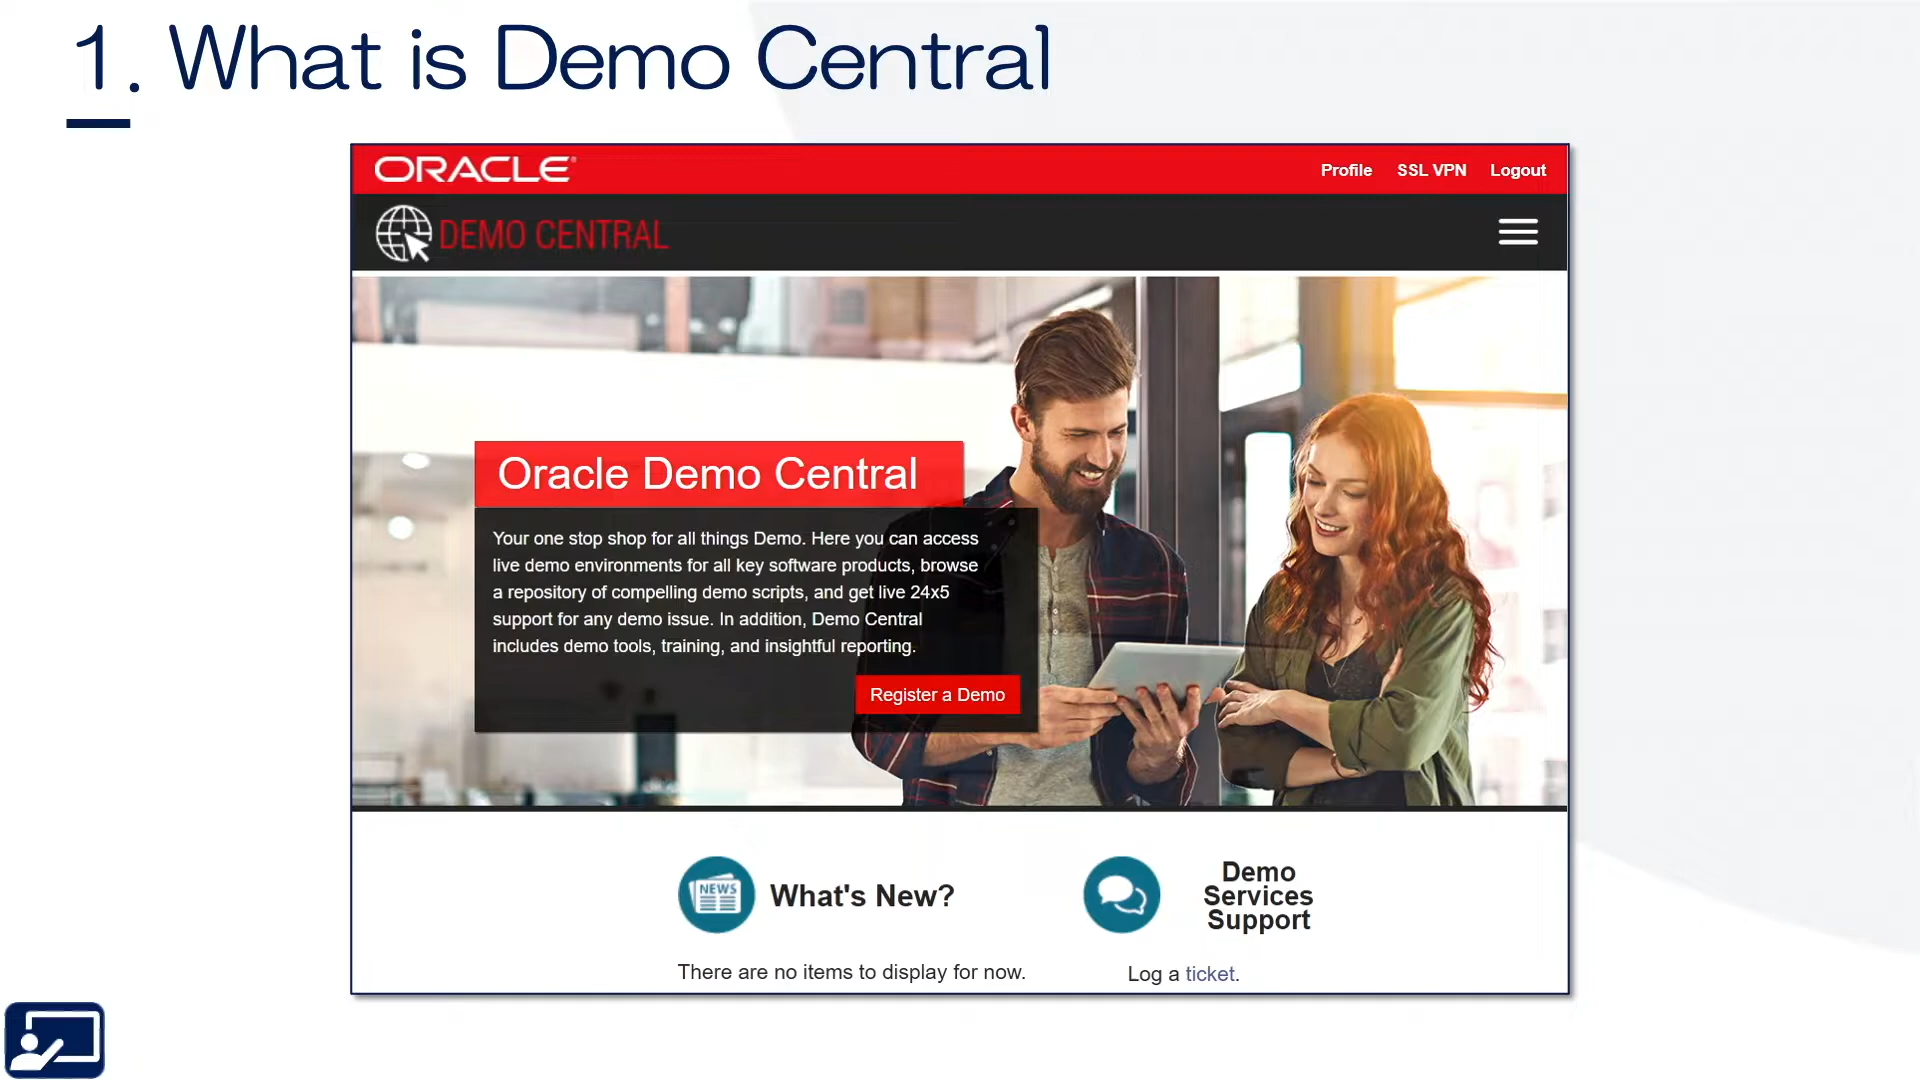 1. What is Demo Central
ORACLE®
Profile SSL VPN Logout
DEMO CENTRAL
Oracle Demo Central
Your one stop shop for all things Demo. Here you can access
live demo environments for all key software products, browse
a repository of compelling demo scripts, and get live 24x5
support for any demo issue. In addition, Demo Central
includes demo tools, training, and insightful reporting.
Register a Demo
NEWS
What's New?
Demo
Services
Support
There are no items to display for now.
Log a ticket.